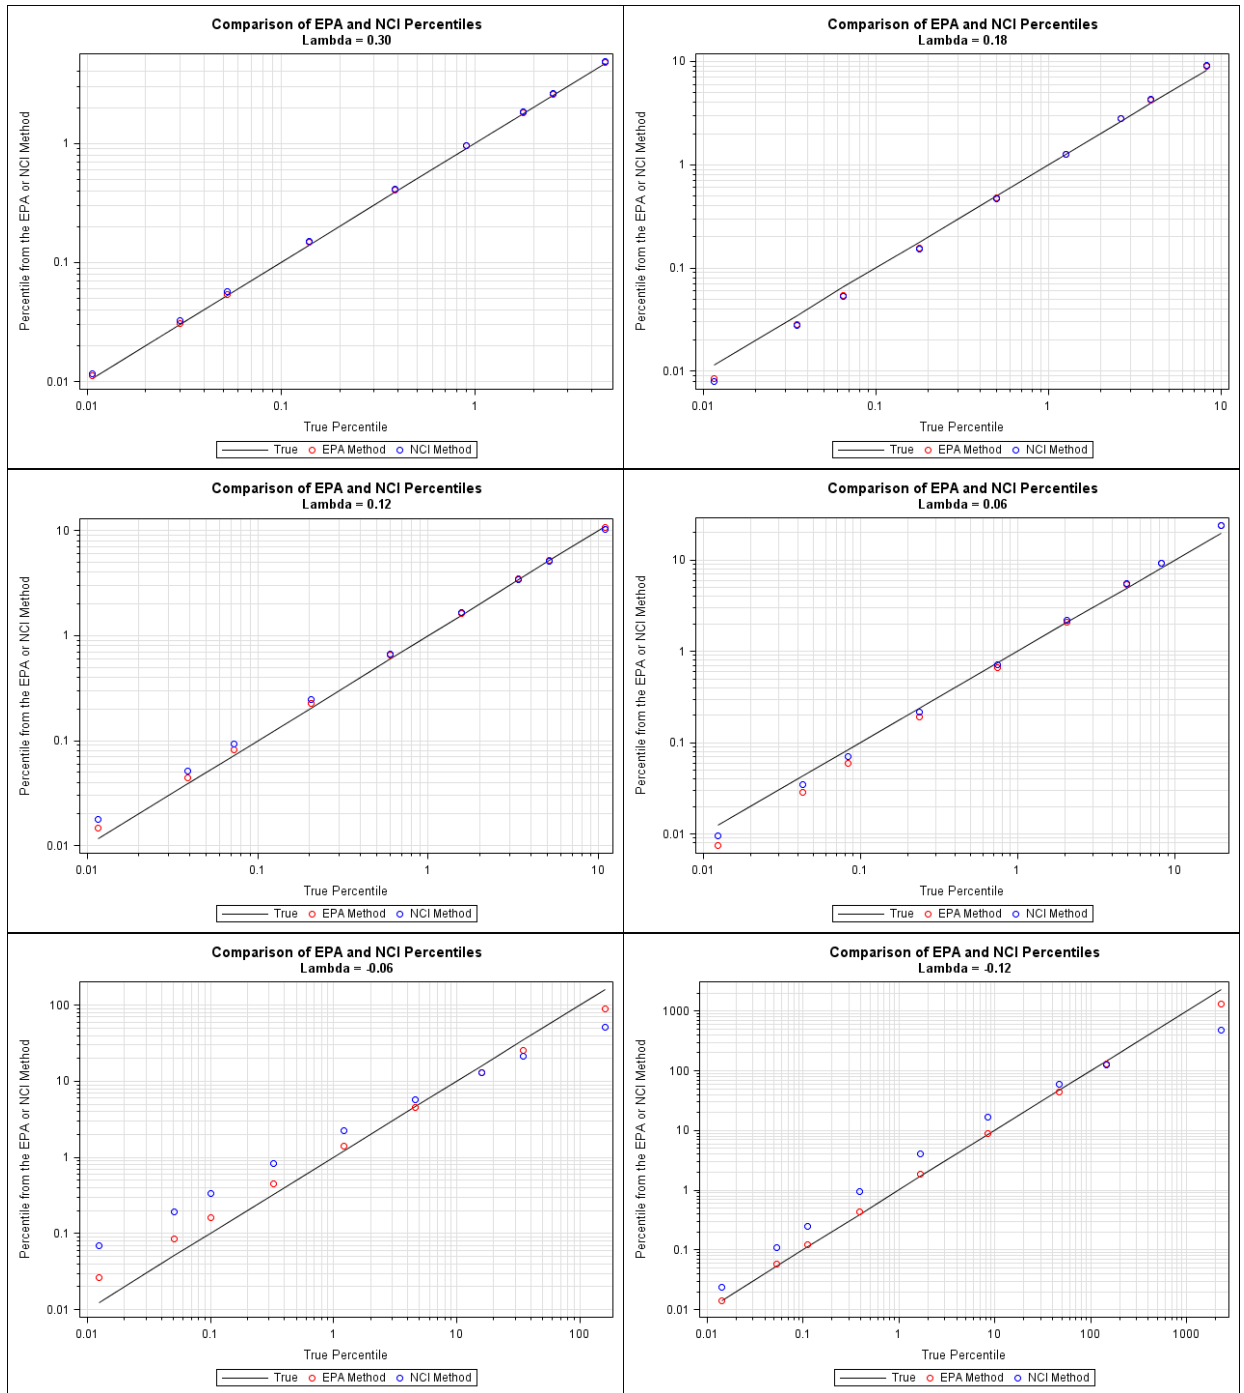 Comparison of EPA and NCI Percentiles
Lambda = 0.30
Percentile from the EPA or NCI Method
1
0.1
0.01
0.01 0.1 1
True Percentile
True EPA Method NCI Method
Comparison of EPA and NCI Percentiles
Lambda = 0.18
Percentile from the EPA or NCI Method
10
1
0.1
0.01
0.01 0.1 1 10
True Percentile
True EPA Method NCI Method
Comparison of EPA and NCI Percentiles
Lambda = 0.12
Percentile from the EPA or NCI Method
10
1
0.1
0.01
0.01 0.1 1 10
True Percentile
True EPA Method NCI Method
Comparison of EPA and NCI Percentiles
Lambda = 0.06
Percentile from the EPA or NCI Method
10
1
0.1
0.01
0.01 0.1 1 10
True Percentile
True EPA Method NCI Method
Comparison of EPA and NCI Percentiles
Lambda = -0.06
Percentile from the EPA or NCI Method
100
10
1
0.1
0.01
0.01 0.1 1 10 100
True Percentile
True EPA Method NCI Method
Comparison of EPA and NCI Percentiles
Lambda = -0.12
Percentile from the EPA or NCI Method
1000
100
10
1
0.1
0.01
0.01 0.1 1 10 100 1000
True Percentile
True EPA Method NCI Method